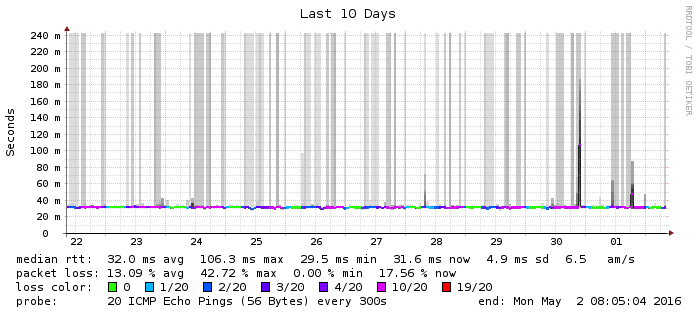 Last 10 Days
RRDTOOL / TOBI OETIKER
Seconds
240 m
220 m
200 m
180 m
160 m
140 m
120 m
100 m
80 m
60 m
40 m
20 m
0
22 23 24 25 26 27 28 29 30 01
median rtt: 32.0 ms avg 106.3 ms max 29.5 ms min 31.6 ms now 4.9 ms sd 6.5 am/s
packet loss: 13.09 % avg 42.72 % max 0.00 % min 17.56 % now
loss color: 0 1/20 2/20 3/20 4/20 10/20 19/20
probe: 20 ICMP Echo Pings (56 Bytes) every 300s end: Mon May 2 08:05:04 2016